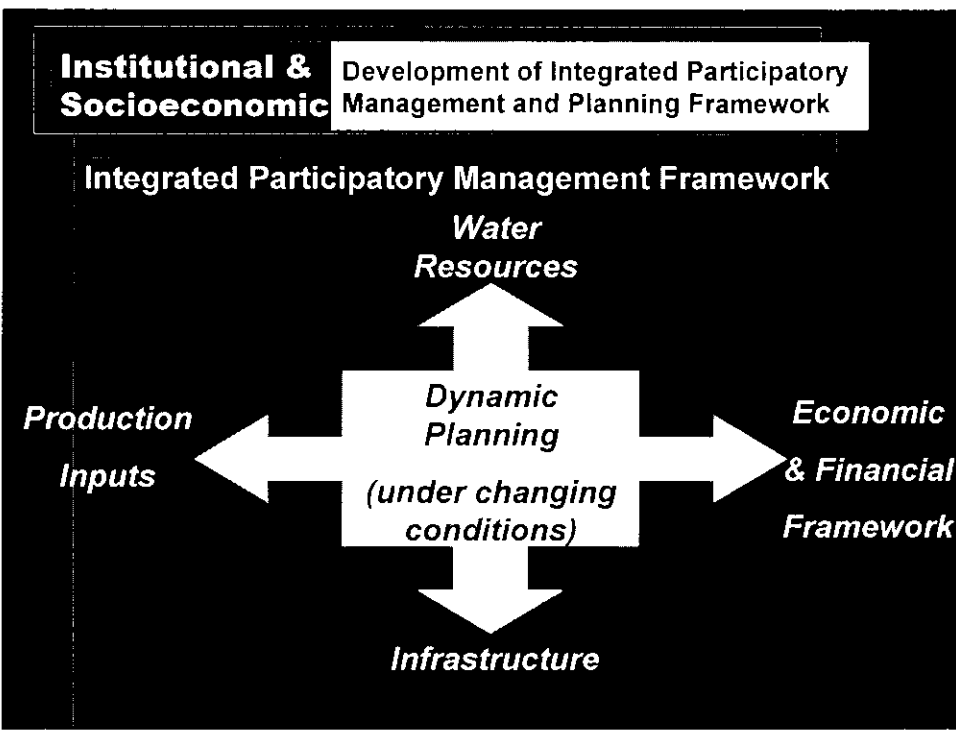 Institutional &
Socioeconomic
Development of Integrated Participatory
Management and Planning Framework
Integrated Participatory Management Framework
Water
Resources
Production
Inputs
Dynamic
Planning
(under changing
conditions)
Economic
& Financial
Framework
Infrastructure